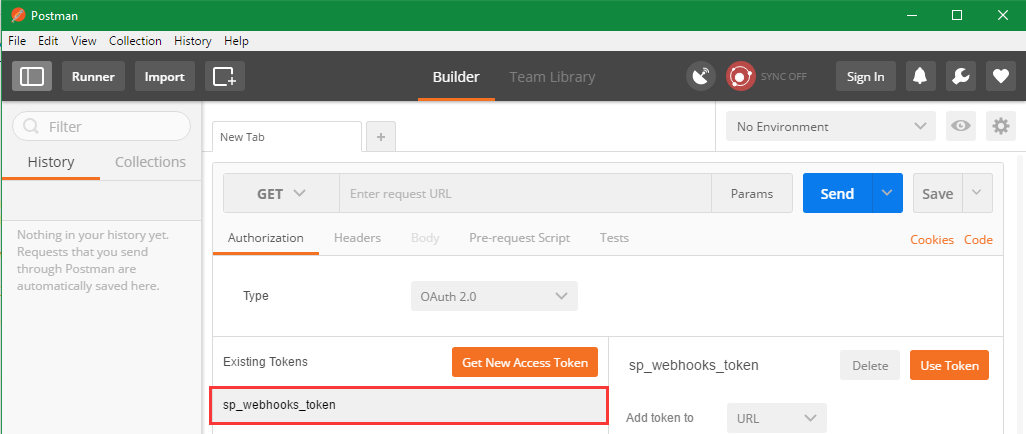 Postman
File Edit View Collection History Help
Runner Import Builder Team Library SYNC OFF Sign In
Filter
History Collections
Nothing in your history yet.
Requests that you send
through Postman are
automatically saved here.
New Tab + No Environment
GET Enter request URL Params Send Save
Authorization Headers Body Pre-request Script Tests Cookies Code
Type OAuth 2.0
Existing Tokens Get New Access Token
sp_webhooks_token
sp_webhooks_token Delete Use Token
Add token to URL